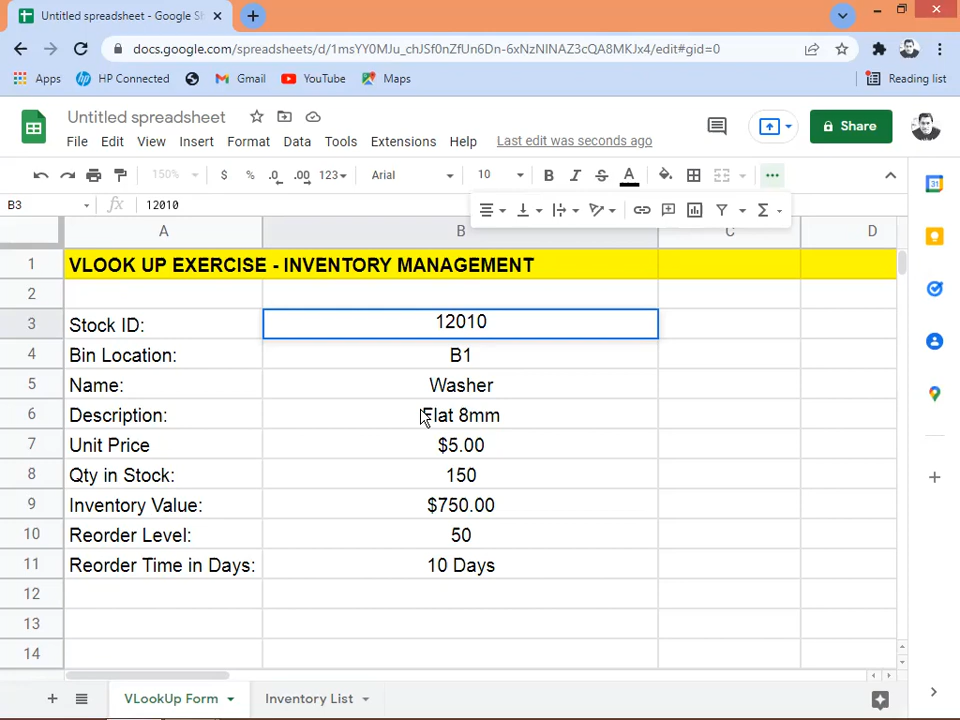 Untitled spreadsheet - Google Sh
docs.google.com/spreadsheets/d/1msYY0MJu_chJSf0nZfUn6Dn-6xNzNINAZ3cQA8MKJx4/edit#gid=0
Apps HP Connected Gmail YouTube Maps Reading list
Untitled spreadsheet
File Edit View Insert Format Data Tools Extensions Help Last edit was seconds ago
Share
150% $ % .0 .00 123 Arial 10 B I S A
B3 fx 12010
A B C D
1 VLOOK UP EXERCISE - INVENTORY MANAGEMENT
2
3 Stock ID: 12010
4 Bin Location: B1
5 Name: Washer
6 Description: Flat 8mm
7 Unit Price $5.00
8 Qty in Stock: 150
9 Inventory Value: $750.00
10 Reorder Level: 50
11 Reorder Time in Days: 10 Days
12
13
14
VLookUp Form Inventory List